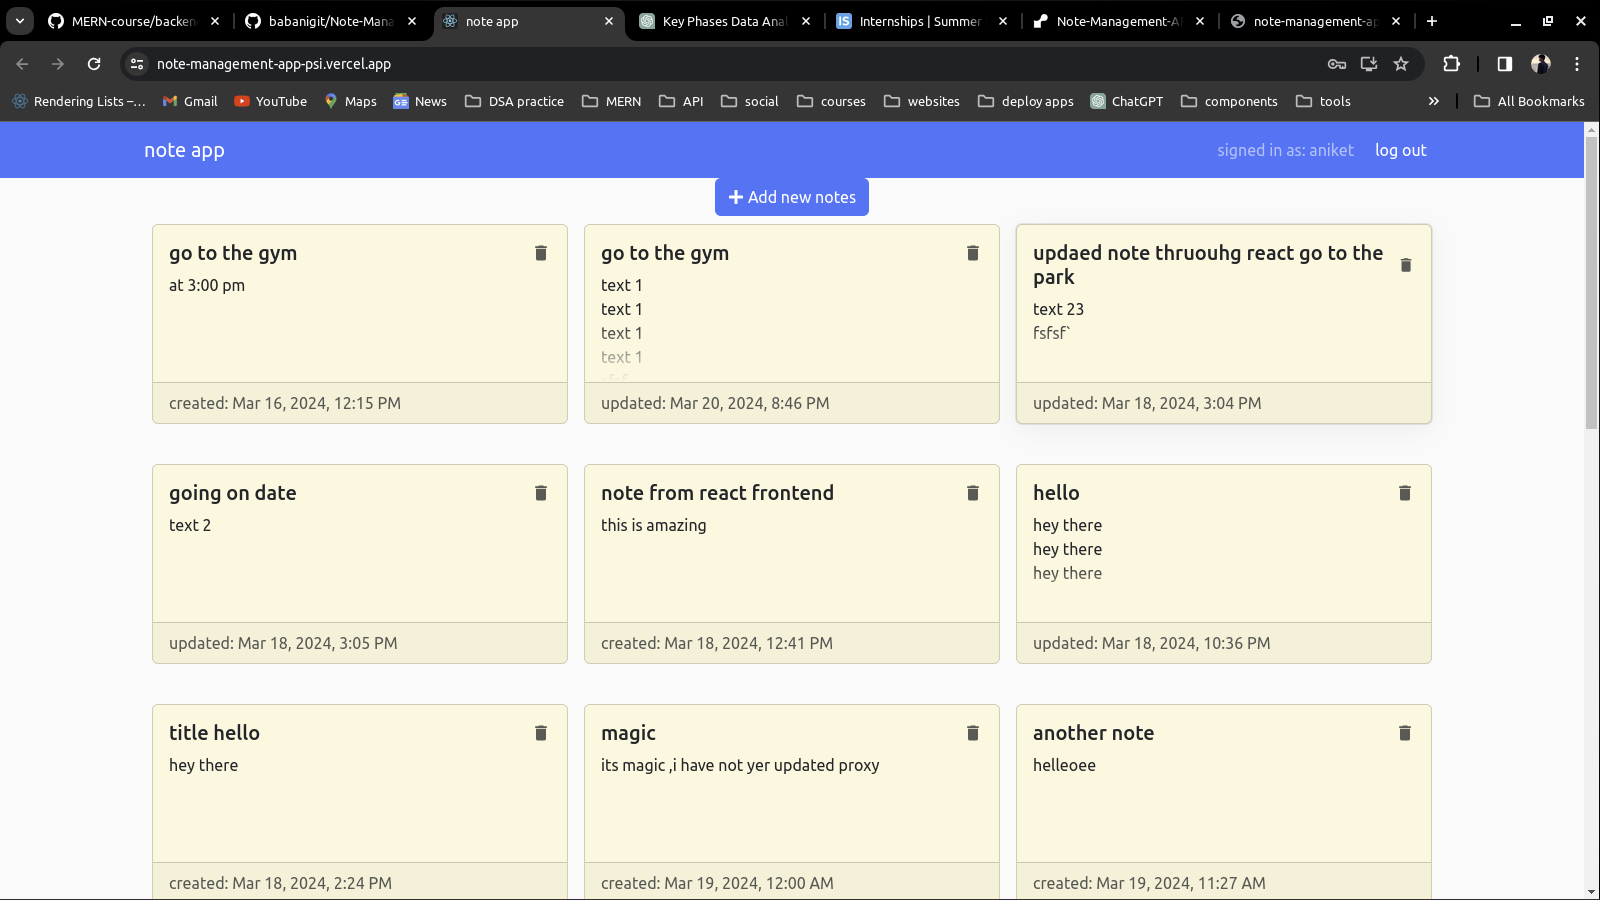 MERN-course/backen
babanigit/Note-Mana
note app
Key Phases Data Anal
Internships | Summer
Note-Management-A
note-management-ap
note-management-app-psi.vercel.app
Rendering Lists –...
Gmail
YouTube
Maps
News
DSA practice
MERN
API
social
courses
websites
deploy apps
ChatGPT
components
tools
All Bookmarks
note app
signed in as: aniket
log out
Add new notes
go to the gym
at 3:00 pm
created: Mar 16, 2024, 12:15 PM
go to the gym
text 1
text 1
text 1
text 1
updated: Mar 20, 2024, 8:46 PM
updaed note thruouhg react go to the
park
text 23
fsfsf`
updated: Mar 18, 2024, 3:04 PM
going on date
text 2
updated: Mar 18, 2024, 3:05 PM
note from react frontend
this is amazing
created: Mar 18, 2024, 12:41 PM
hello
hey there
hey there
hey there
updated: Mar 18, 2024, 10:36 PM
title hello
hey there
created: Mar 18, 2024, 2:24 PM
magic
its magic ,i have not yer updated proxy
created: Mar 19, 2024, 12:00 AM
another note
helleoee
created: Mar 19, 2024, 11:27 AM